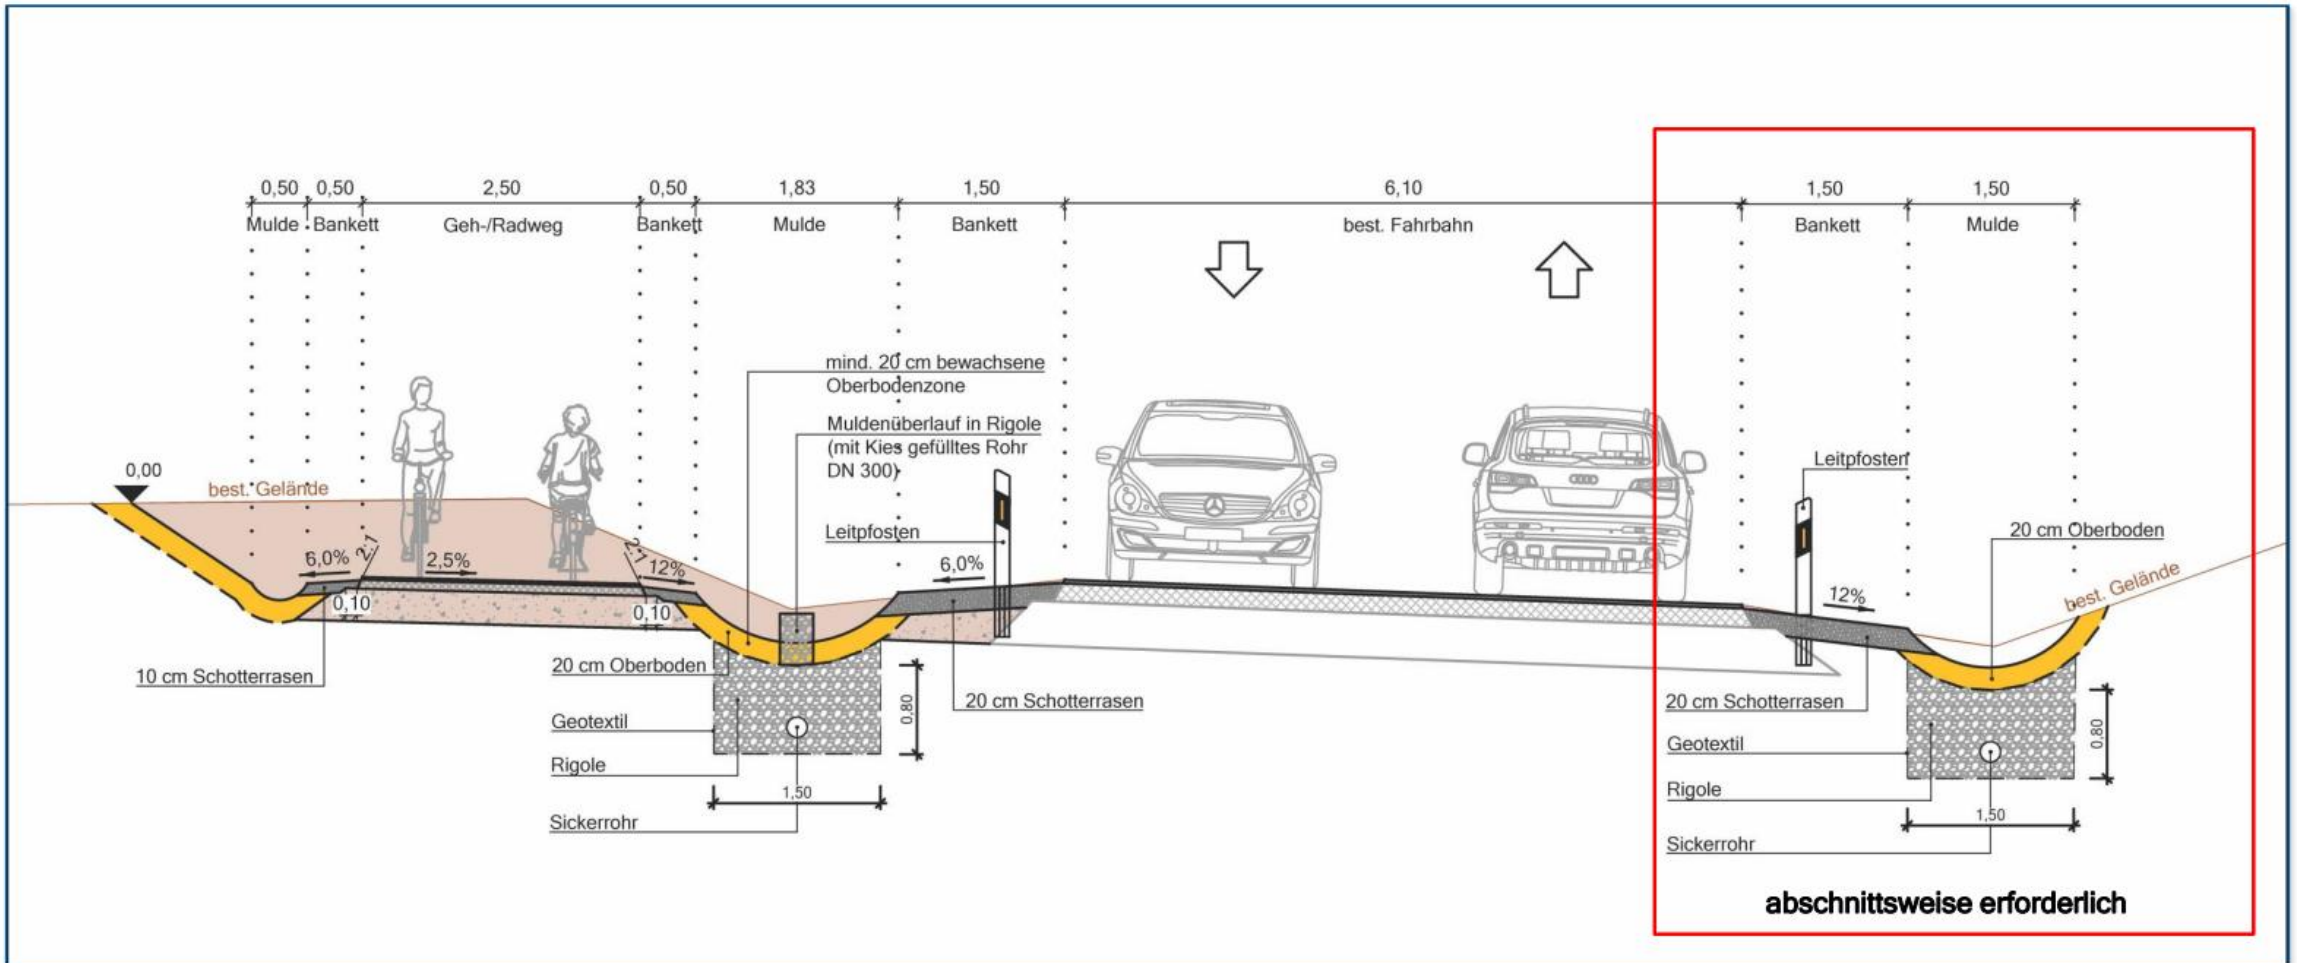 0,50 0,50 2,50 0,50 1,83 1,50 6,10 1,50 1,50
Mulde Bankett Geh-/Radweg Bankett Mulde Bankett best. Fahrbahn Bankett Mulde
mind. 20 cm bewachsene
Oberbodenzone
Muldenüberlauf in Rigole
(mit Kies gefülltes Rohr
DN 300)
Leitpfosten
Leitpfosten
0,00
best. Gelände
20 cm Oberboden
6,0% 2:1 2,5% 2:1 12% 6,0%
best. Gelände
12%
0,10 0,10
20 cm Oberboden
10 cm Schotterrasen
20 cm Schotterrasen
20 cm Schotterrasen
0,80
0,80
Geotextil
Geotextil
Rigole
Rigole
1,50
1,50
Sickerrohr
Sickerrohr
abschnittsweise erforderlich